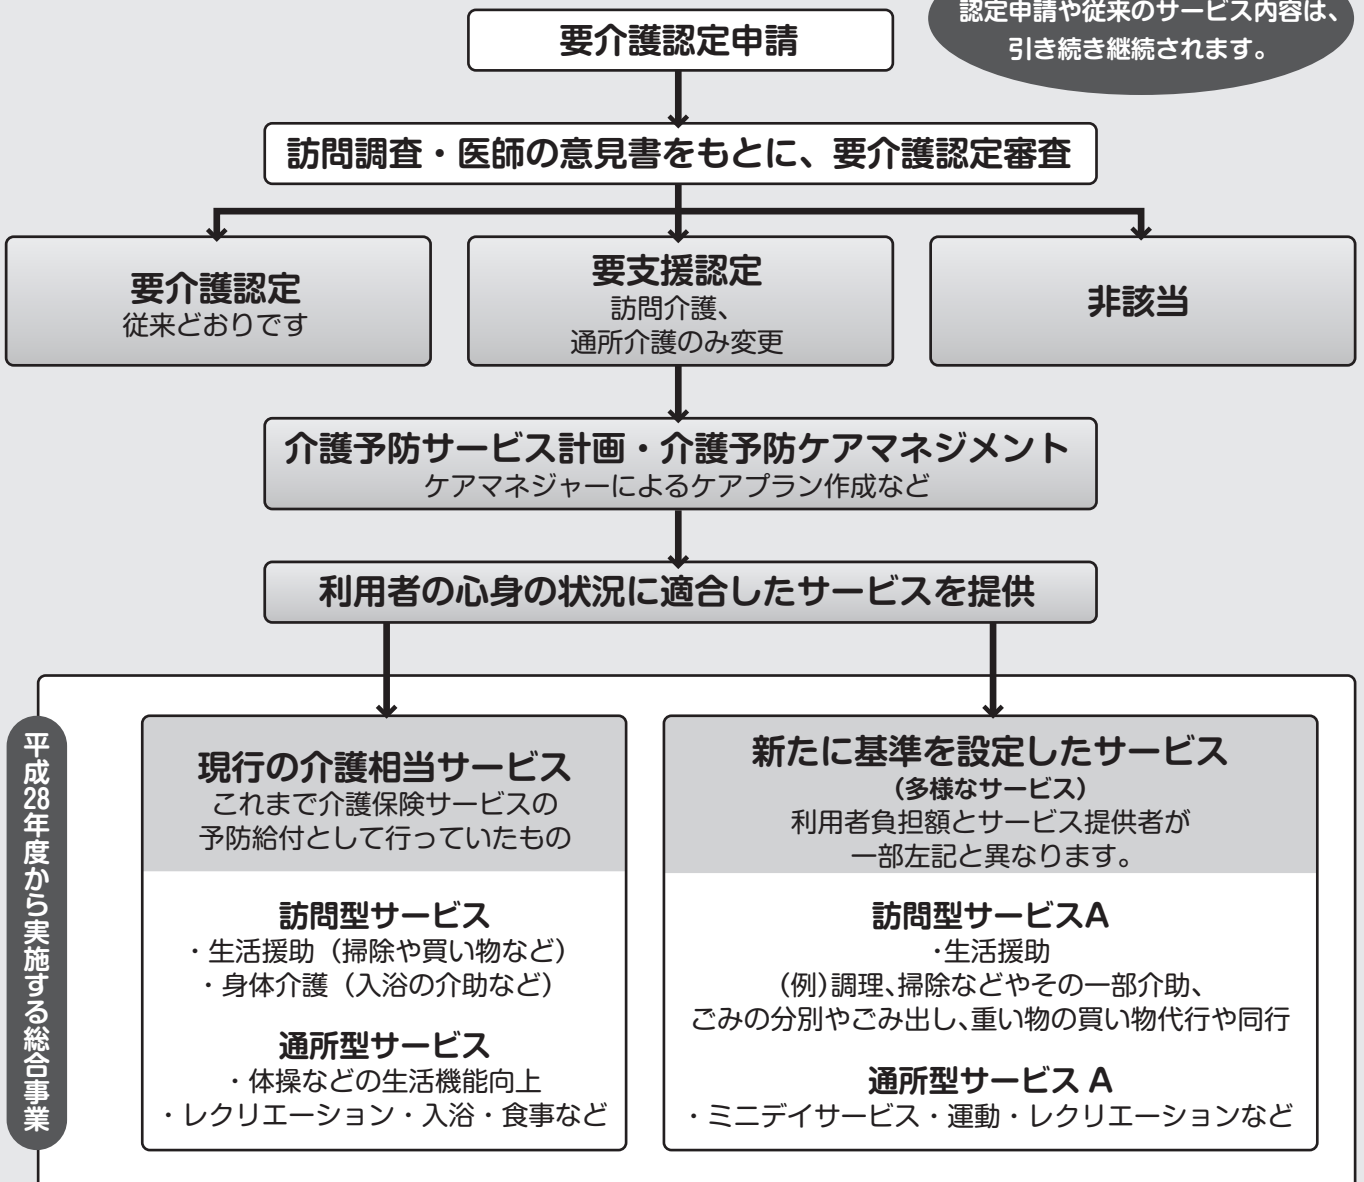 認定申請や従来のサービス内容は、
引き続き継続されます。
要介護認定申請
訪問調査・医師の意見書をもとに、要介護認定審査
要介護認定
従来どおりです
要支援認定
訪問介護、
通所介護のみ変更
非該当
介護予防サービス計画・介護予防ケアマネジメント
ケアマネジャーによるケアプラン作成など
利用者の心身の状況に適合したサービスを提供
平成28年度から実施する総合事業
現行の介護相当サービス
これまで介護保険サービスの
予防給付として行っていたもの
訪問型サービス
・生活援助（掃除や買い物など）
・身体介護（入浴の介助など）
通所型サービス
・体操などの生活機能向上
・レクリエーション・入浴・食事など
新たに基準を設定したサービス
（多様なサービス）
利用者負担額とサービス提供者が
一部左記と異なります。
訪問型サービスA
・生活援助
（例）調理、掃除などやその一部介助、
ごみの分別やごみ出し、重い物の買い物代行や同行
通所型サービス A
・ミニデイサービス・運動・レクリエーションなど